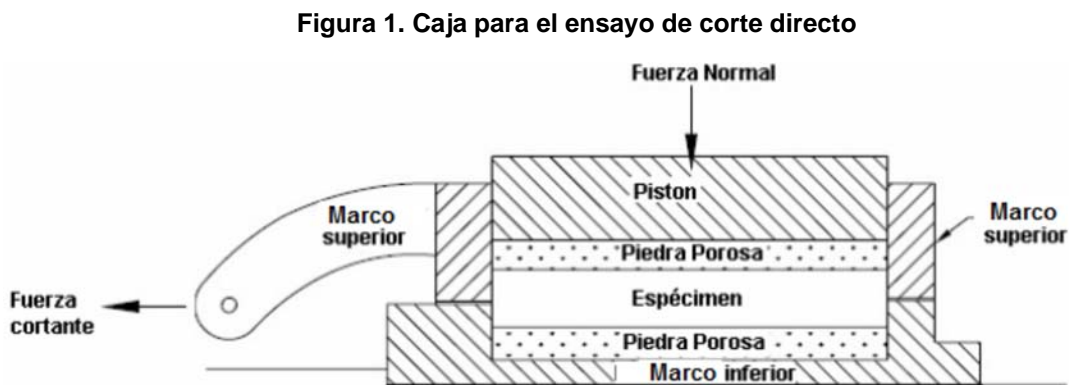 Figura 1. Caja para el ensayo de corte directo
Fuerza Normal
Piston
Marco
superior
Marco
superior
Piedra Porosa
Espécimen
Fuerza
cortante
Piedra Porosa
Marco inferior